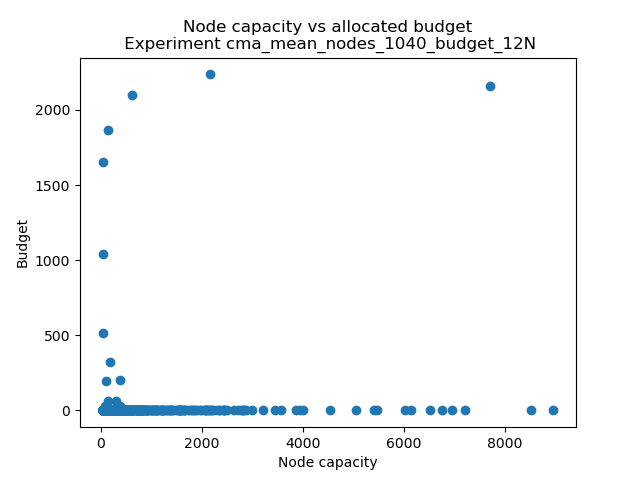 Node capacity vs allocated budget
Experiment cma_mean_nodes_1040_budget_12N
2000
1500
1000
500
0
Budget
0 2000 4000 6000 8000
Node capacity